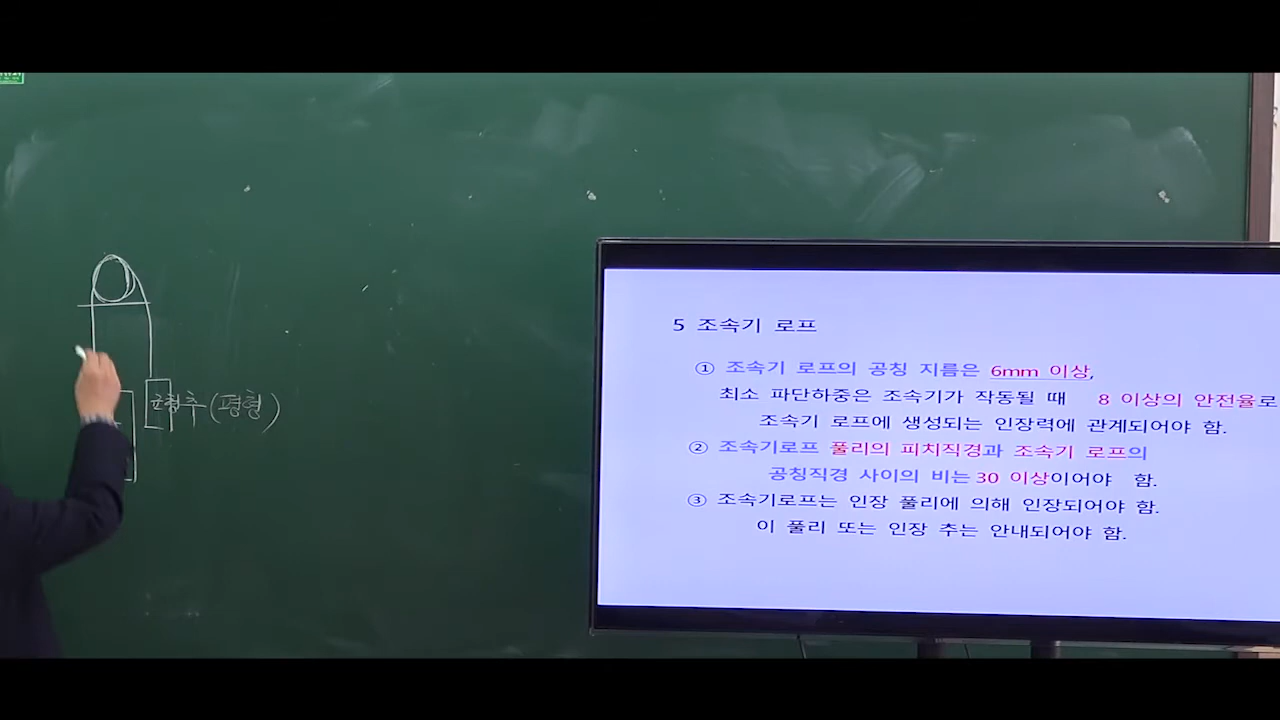 균형추 (평형)
5 조속기 로프
① 조속기 로프의 공칭 지름은 6mm 이상,
최소 파단하중은 조속기가 작동될 때 8 이상의 안전율로
조속기 로프에 생성되는 인장력에 관계되어야 함.
② 조속기로프 풀리의 피치직경과 조속기 로프의
공칭직경 사이의 비는 30 이상이어야 함.
③ 조속기로프는 인장 풀리에 의해 인장되어야 함.
이 풀리 또는 인장 추는 안내되어야 함.